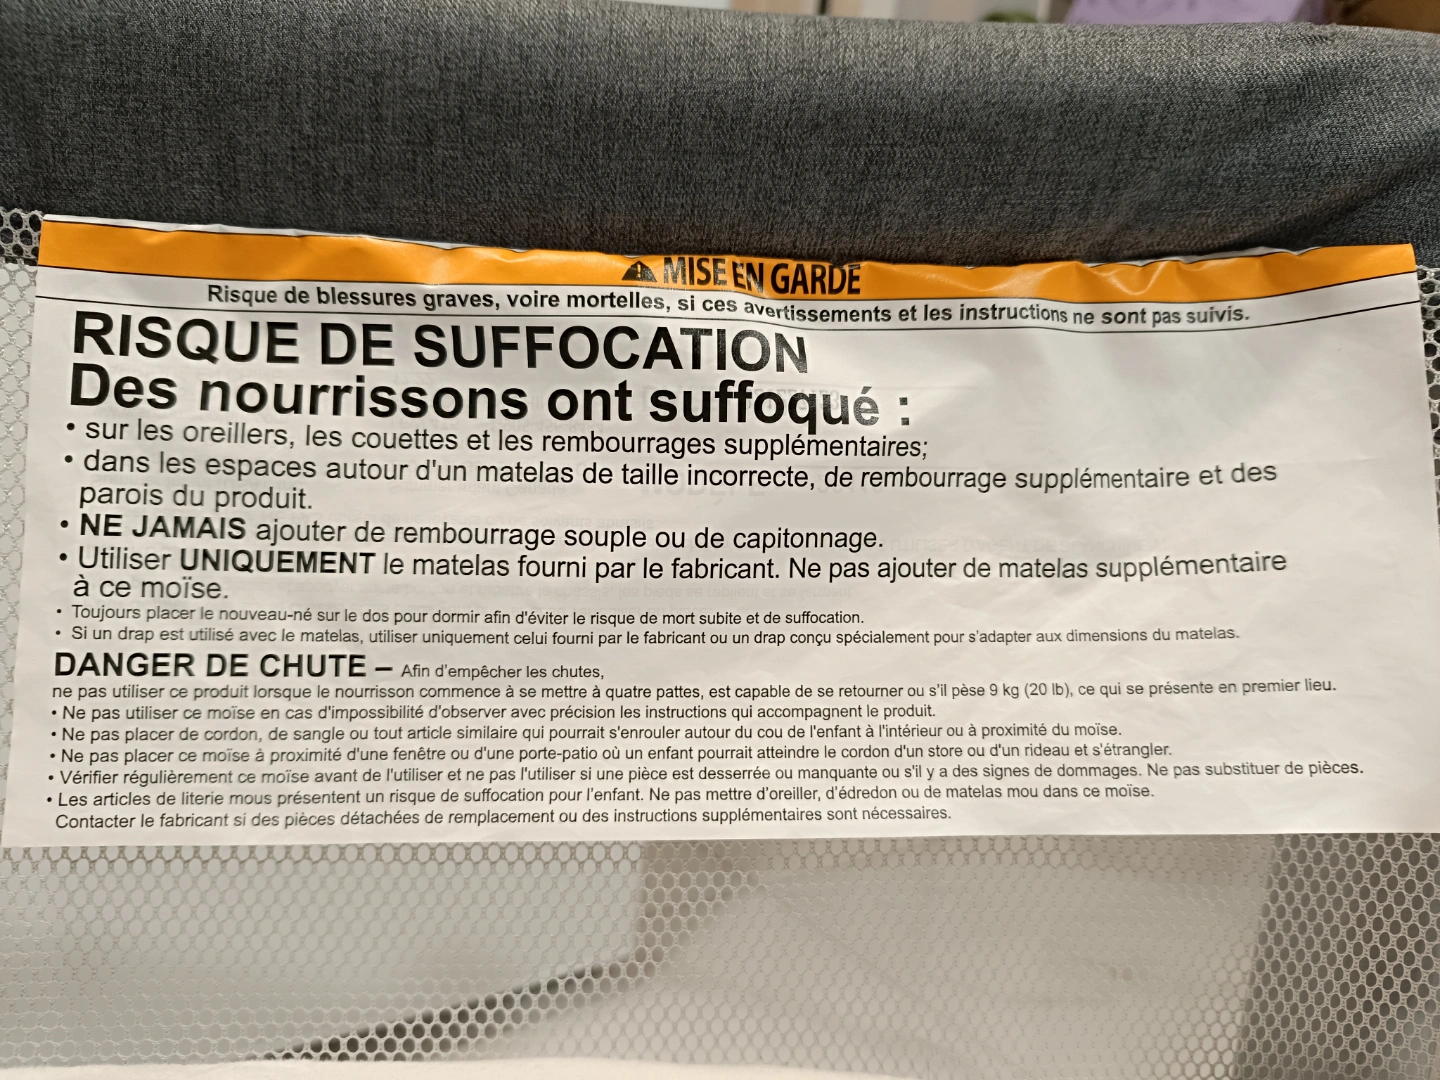 MISE EN GARDE
Risque de blessures graves, voire mortelles, si ces avertissements et les instructions ne sont pas suivis.
RISQUE DE SUFFOCATION
Des nourrissons ont suffoqué :
• sur les oreillers, les couettes et les rembourrages supplémentaires;
• dans les espaces autour d'un matelas de taille incorrecte, de rembourrage supplémentaire et des
parois du produit.
• NE JAMAIS ajouter de rembourrage souple ou de capitonnage.
• Utiliser UNIQUEMENT le matelas fourni par le fabricant. Ne pas ajouter de matelas supplémentaire
à ce moïse.
• Toujours placer le nouveau-né sur le dos pour dormir afin d'éviter le risque de mort subite et de suffocation.
• Si un drap est utilisé avec le matelas, utiliser uniquement celui fourni par le fabricant ou un drap conçu spécialement pour s'adapter aux dimensions du matelas.
DANGER DE CHUTE – Afin d'empêcher les chutes,
ne pas utiliser ce produit lorsque le nourrisson commence à se mettre à quatre pattes, est capable de se retourner ou s'il pèse 9 kg (20 lb), ce qui se présente en premier lieu.
• Ne pas utiliser ce moïse en cas d'impossibilité d'observer avec précision les instructions qui accompagnent le produit.
• Ne pas placer de cordon, de sangle ou tout article similaire qui pourrait s'enrouler autour du cou de l'enfant à l'intérieur ou à proximité du moïse.
• Ne pas placer ce moïse à proximité d'une fenêtre ou d'une porte-patio où un enfant pourrait atteindre le cordon d'un store ou d'un rideau et s'étrangler.
• Vérifier régulièrement ce moïse avant de l'utiliser et ne pas l'utiliser si une pièce est desserrée ou manquante ou s'il y a des signes de dommages. Ne pas substituer de pièces.
• Les articles de literie mous présentent un risque de suffocation pour l'enfant. Ne pas mettre d'oreiller, d'édredon ou de matelas mou dans ce moïse.
Contacter le fabricant si des pièces détachées de remplacement ou des instructions supplémentaires sont nécessaires.